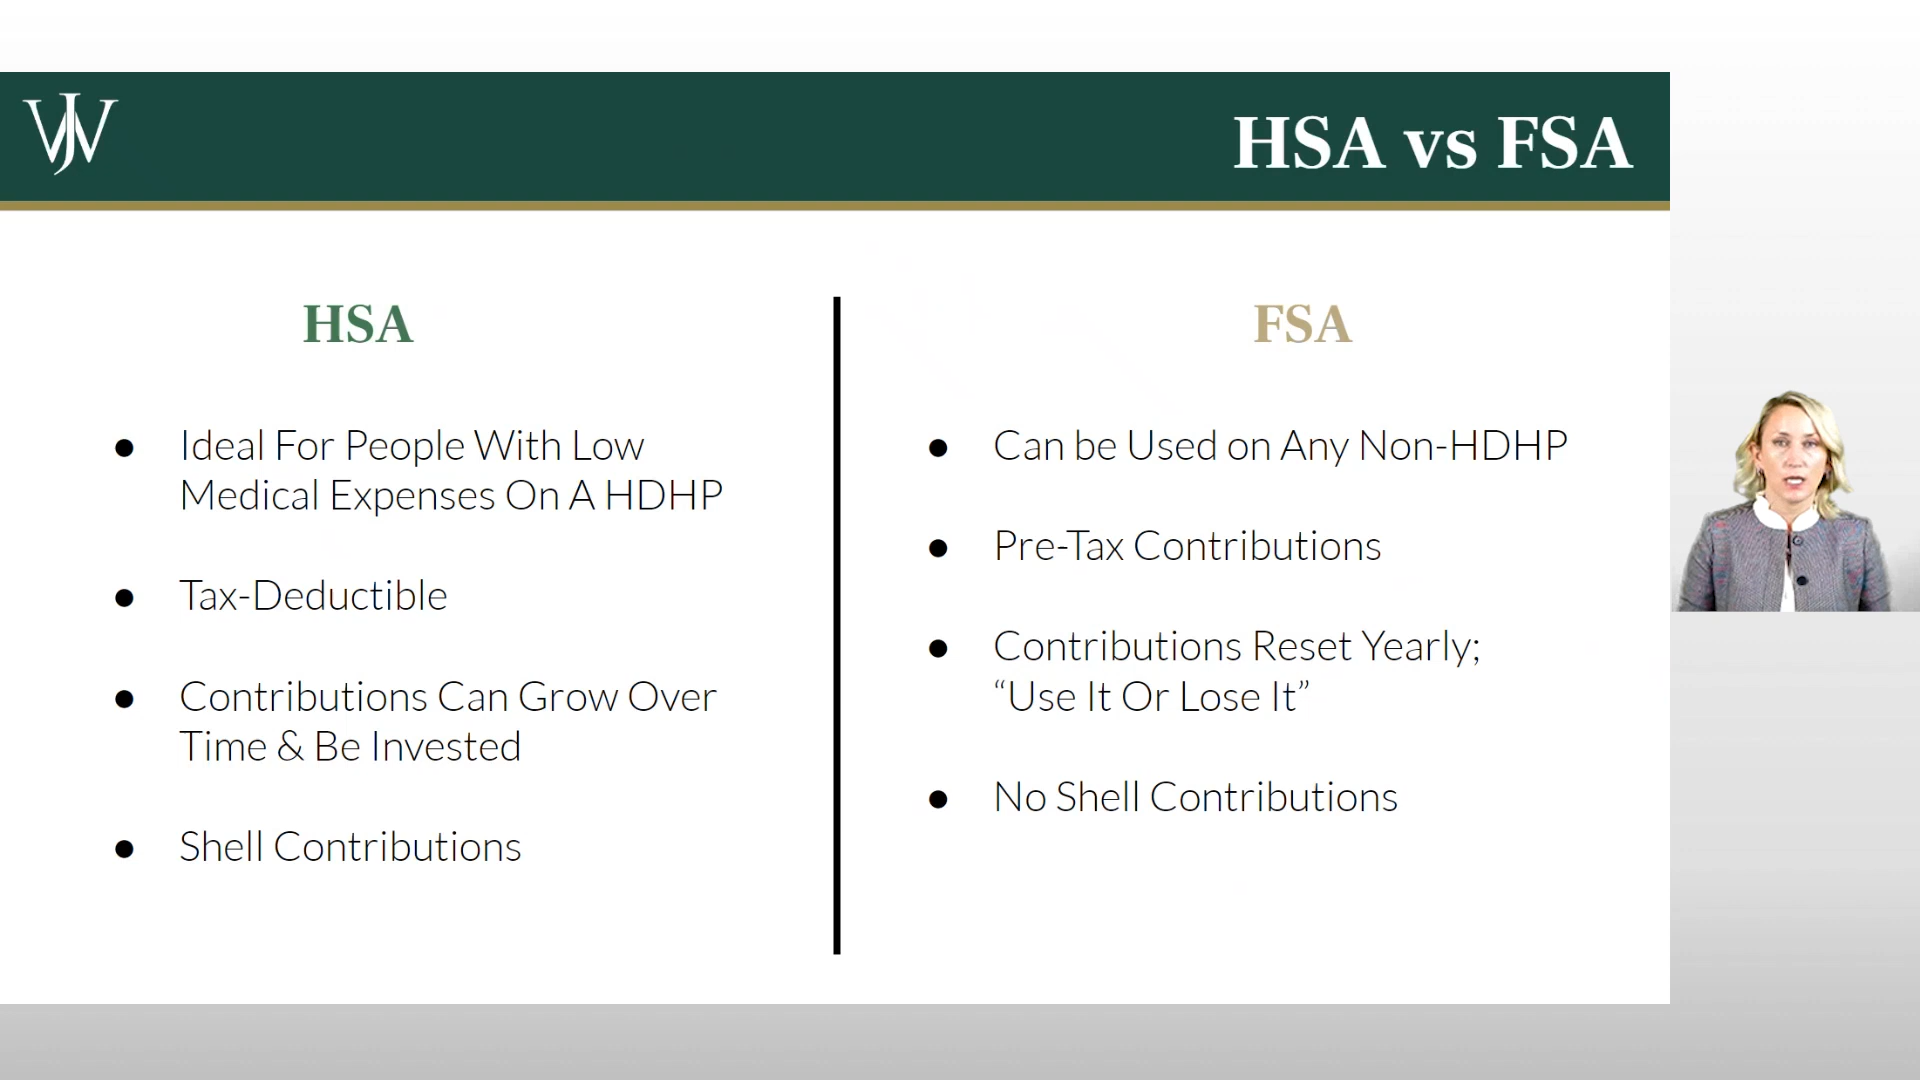 WJ
HSA vs FSA
HSA
● Ideal For People With Low
Medical Expenses On A HDHP
● Tax-Deductible
● Contributions Can Grow Over
Time & Be Invested
● Shell Contributions
FSA
● Can be Used on Any Non-HDHP
● Pre-Tax Contributions
● Contributions Reset Yearly;
“Use It Or Lose It”
● No Shell Contributions